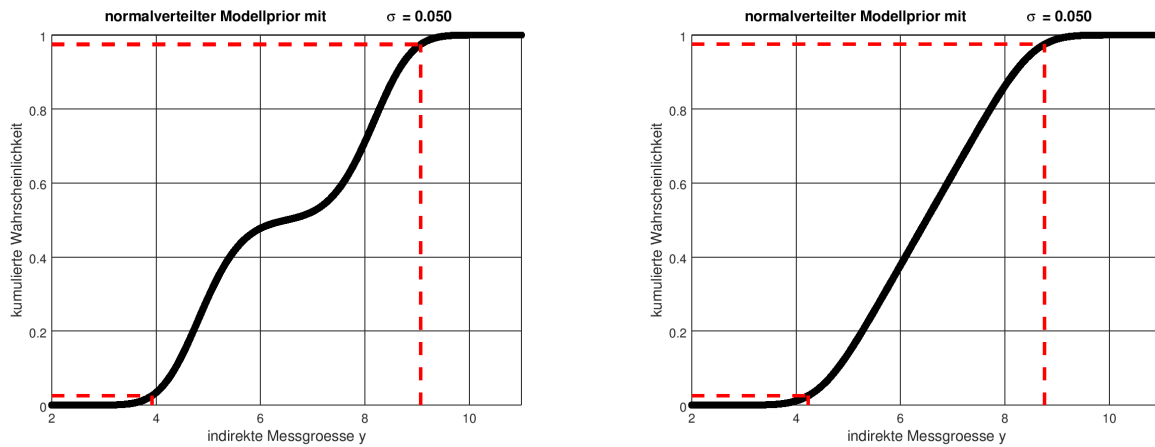 normalverteilter Modellprior mit σ = 0.050
1
0.8
0.6
0.4
0.2
0
kumulierte Wahrscheinlichkeit
2 4 6 8 10
indirekte Messgroesse y
normalverteilter Modellprior mit σ = 0.050
1
0.8
0.6
0.4
0.2
0
kumulierte Wahrscheinlichkeit
2 4 6 8 10
indirekte Messgroesse y